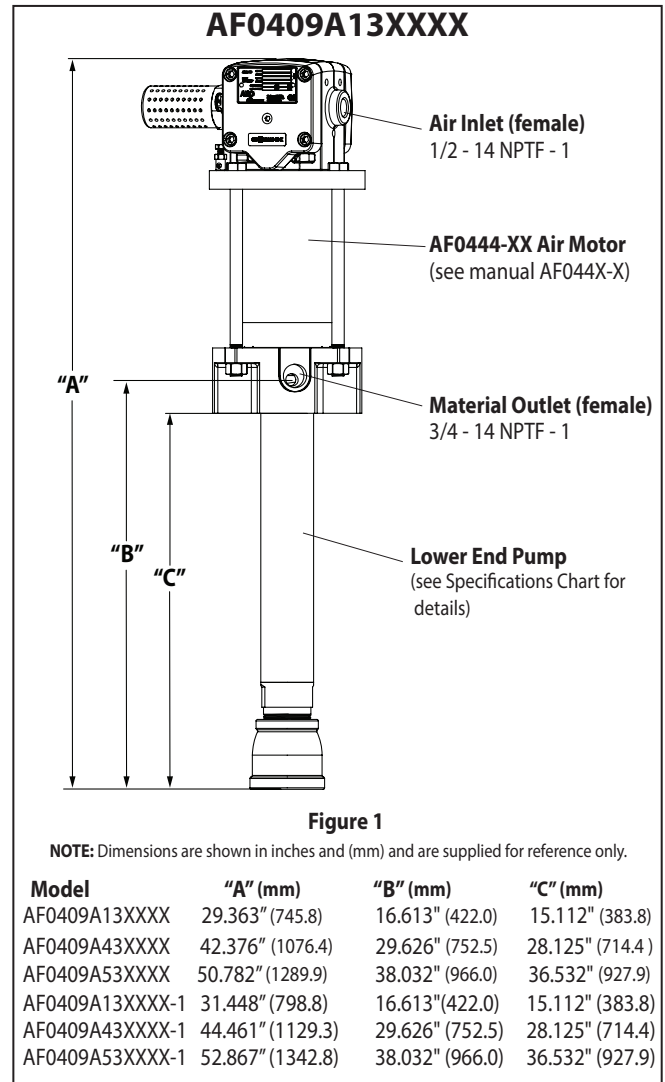 AF0409A13XXXX
Air Inlet (female)
1/2 - 14 NPTF - 1
AF0444-XX Air Motor
(see manual AF044X-X)
"A"
Material Outlet (female)
3/4 - 14 NPTF - 1
"B"
"C"
Lower End Pump
(see Specifications Chart for
details)
Figure 1
NOTE: Dimensions are shown in inches and (mm) and are supplied for reference only.
Model "A" (mm) "B" (mm) "C" (mm)
AF0409A13XXXX 29.363" (745.8) 16.613" (422.0) 15.112" (383.8)
AF0409A43XXXX 42.376" (1076.4) 29.626" (752.5) 28.125" (714.4 )
AF0409A53XXXX 50.782" (1289.9) 38.032" (966.0) 36.532" (927.9)
AF0409A13XXXX-1 31.448" (798.8) 16.613"(422.0) 15.112" (383.8)
AF0409A43XXXX-1 44.461" (1129.3) 29.626" (752.5) 28.125" (714.4)
AF0409A53XXXX-1 52.867" (1342.8) 38.032" (966.0) 36.532" (927.9)